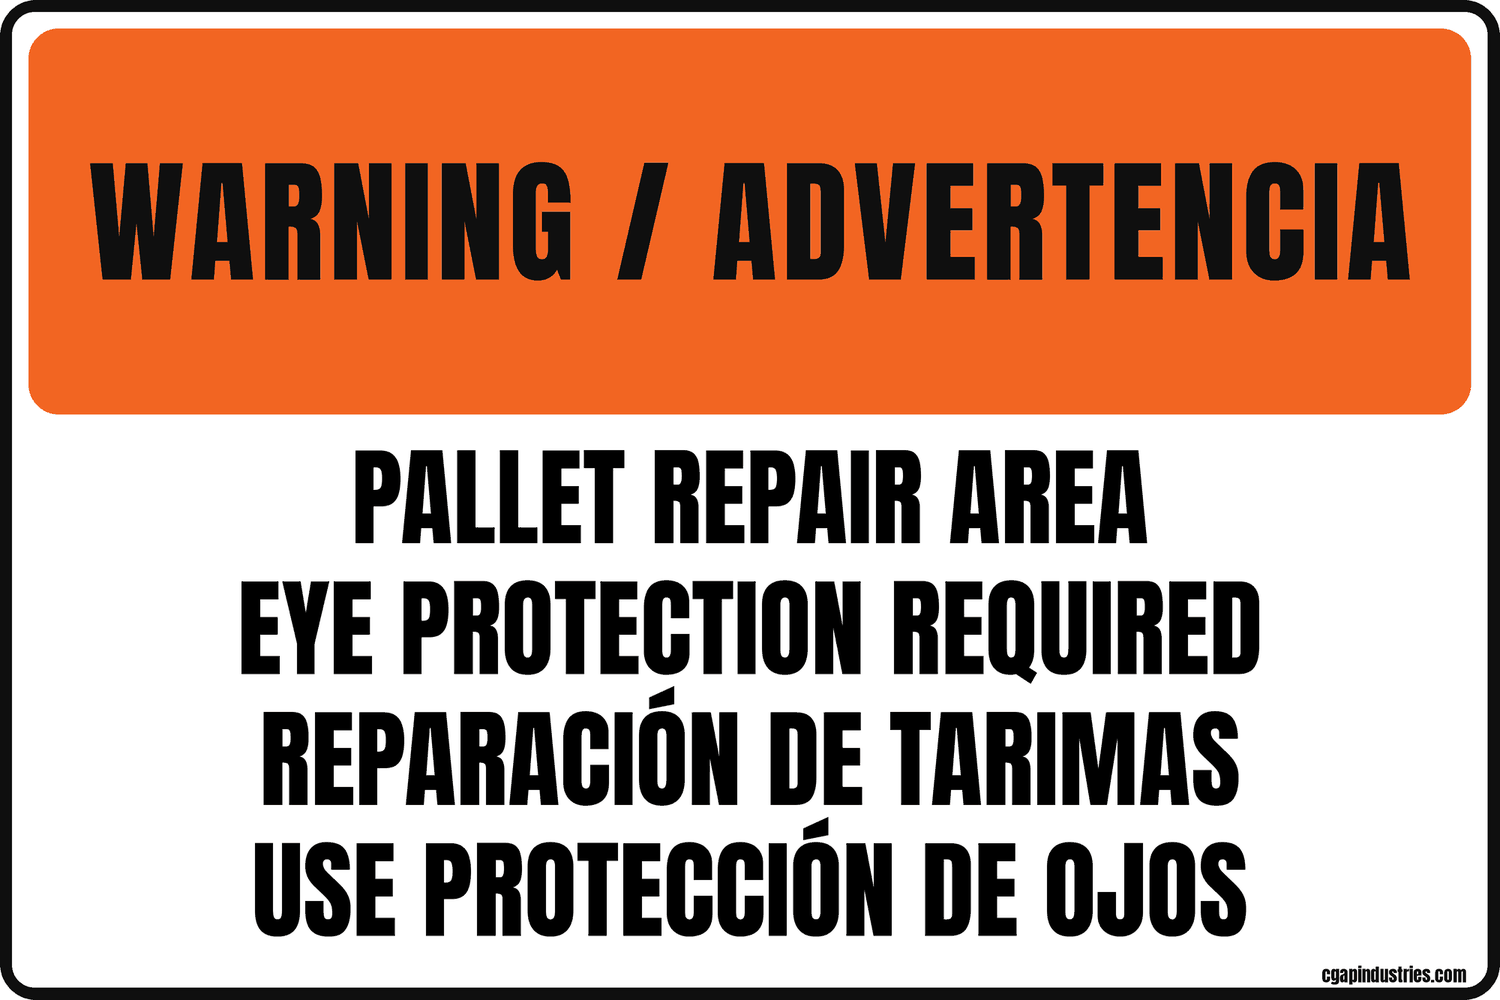 WARNING / ADVERTENCIA
PALLET REPAIR AREA
EYE PROTECTION REQUIRED
REPARACIÓN DE TARIMAS
USE PROTECCIÓN DE OJOS
cgapindustries.com